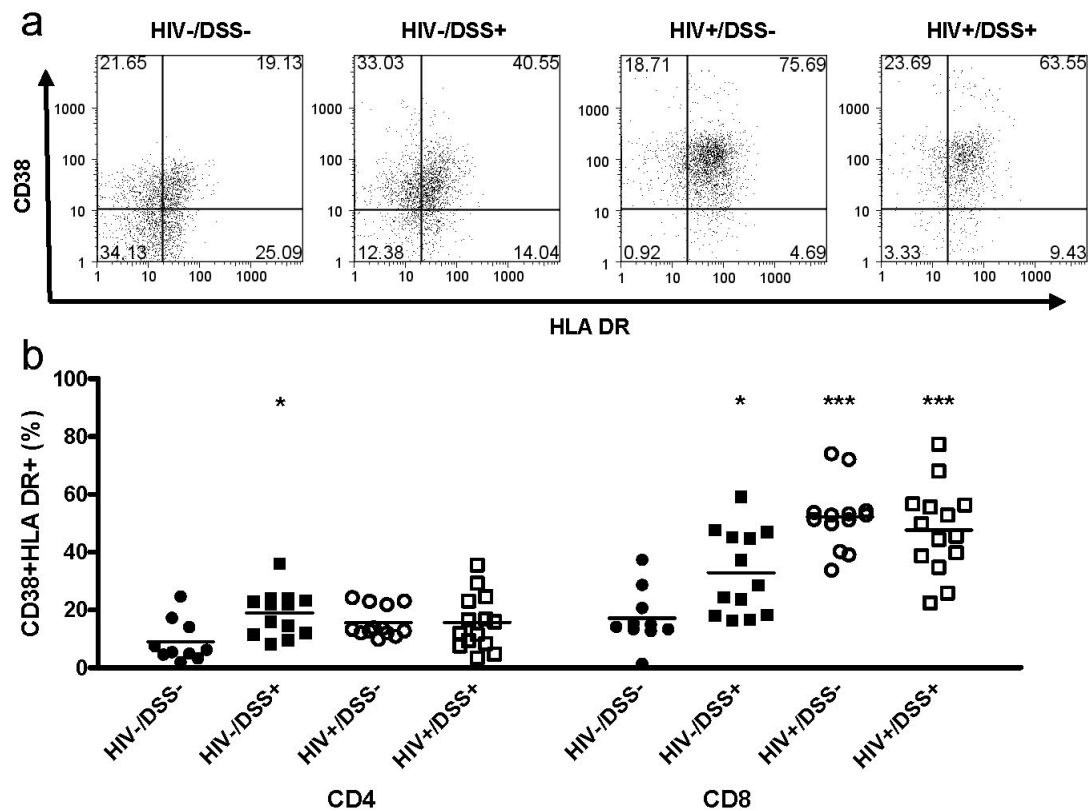 a
HIV-/DSS- HIV-/DSS+ HIV+/DSS- HIV+/DSS+
21.65 19.13 33.03 40.55 18.71 75.69 23.69 63.55
1000 1000 1000 1000
100 100 100 100
10 10 10 10
34.13 25.09 12.38 14.04 0.92 4.69 3.33 9.43
1 1 1 1
1 10 100 1000 1 10 100 1000 1 10 100 1000 1 10 100 1000
CD38
HLA DR
b
100
80
60
40
20
0
CD38+HLA DR+ (%)
* * *** ***
HIV-/DSS- HIV-/DSS+ HIV+/DSS- HIV+/DSS+ HIV-/DSS- HIV-/DSS+ HIV+/DSS- HIV+/DSS+
CD4 CD8